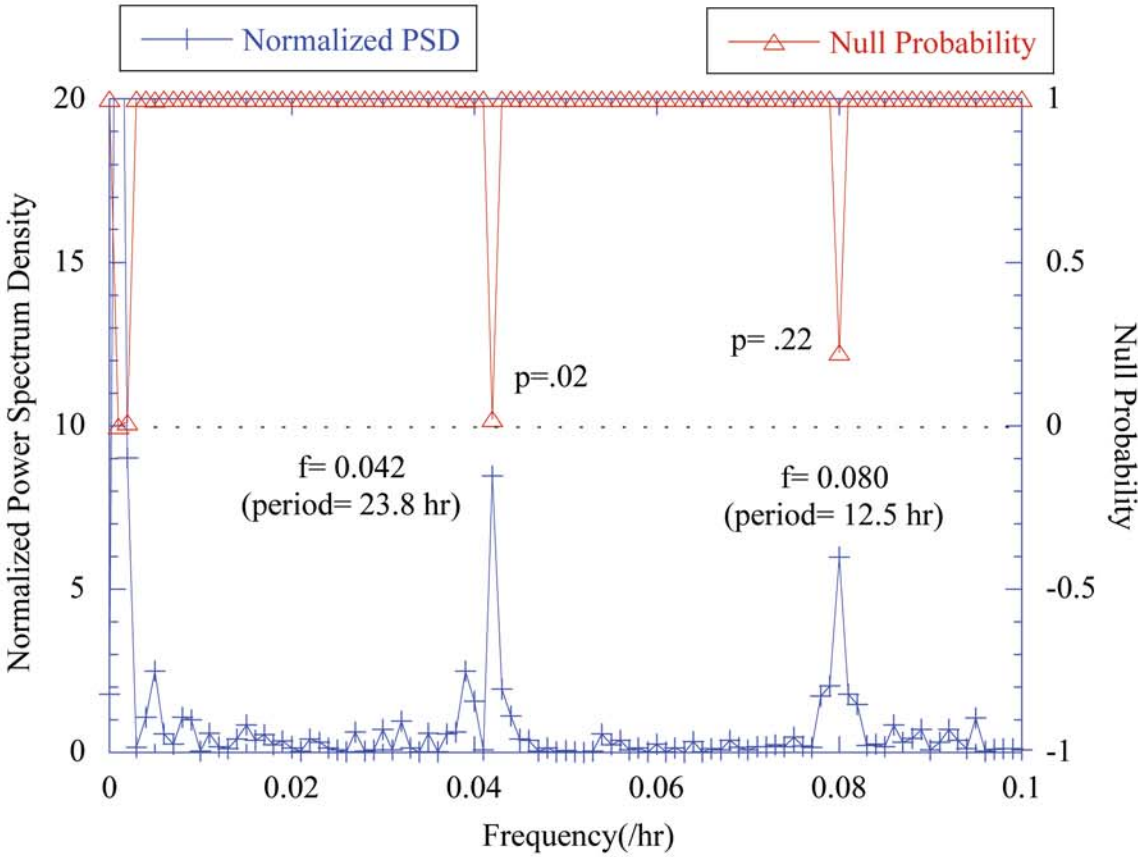 Normalized PSD
Null Probability
20
15
10
5
0
Normalized Power Spectrum Density
1
0.5
0
-0.5
-1
Null Probability
p=.02
p= .22
f= 0.042
(period= 23.8 hr)
f= 0.080
(period= 12.5 hr)
0
0.02
0.04
0.06
0.08
0.1
Frequency(/hr)